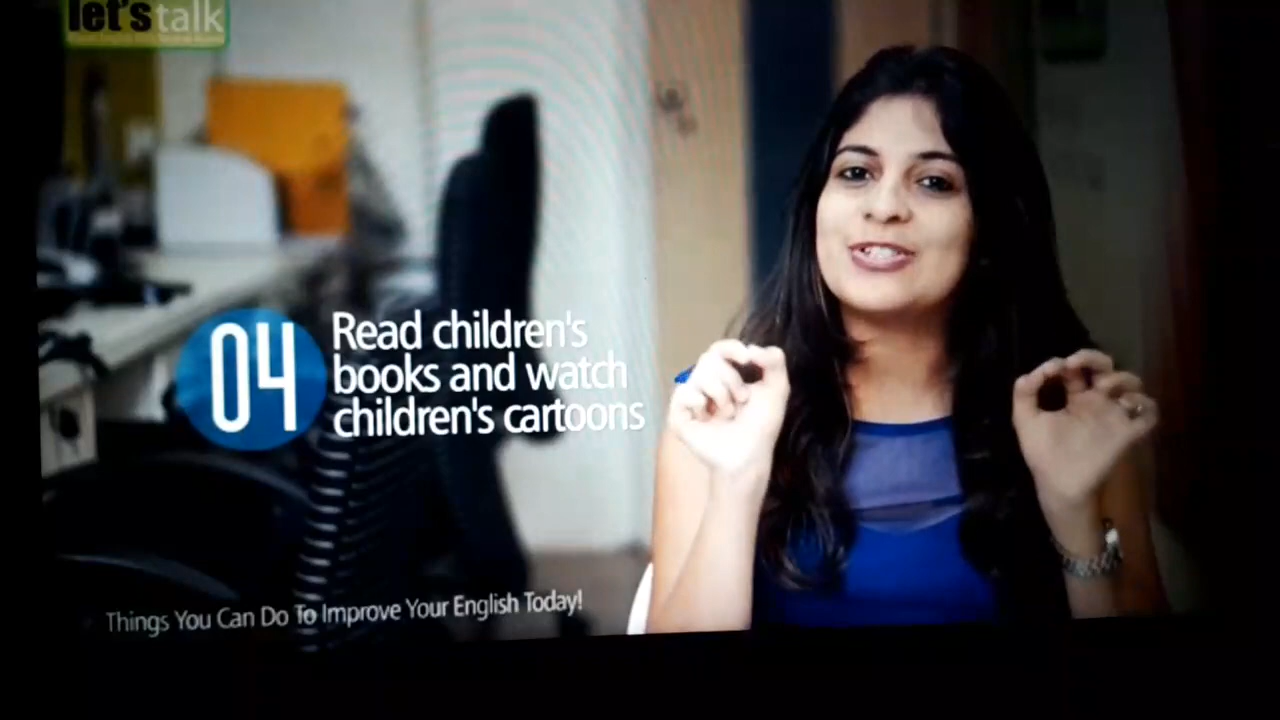 let's talk
04
Read children's
books and watch
children's cartoons
Things You Can Do To Improve Your English Today!